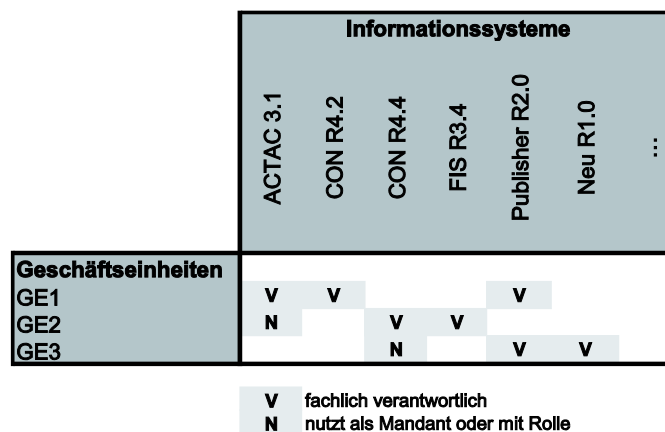 Informationssysteme
ACTAC 3.1 CON R4.2 CON R4.4 FIS R3.4 Publisher R2.0 Neu R1.0 ...
Geschäftseinheiten
GE1 V V V
GE2 N V V
GE3 N V V
V fachlich verantwortlich
N nutzt als Mandant oder mit Rolle